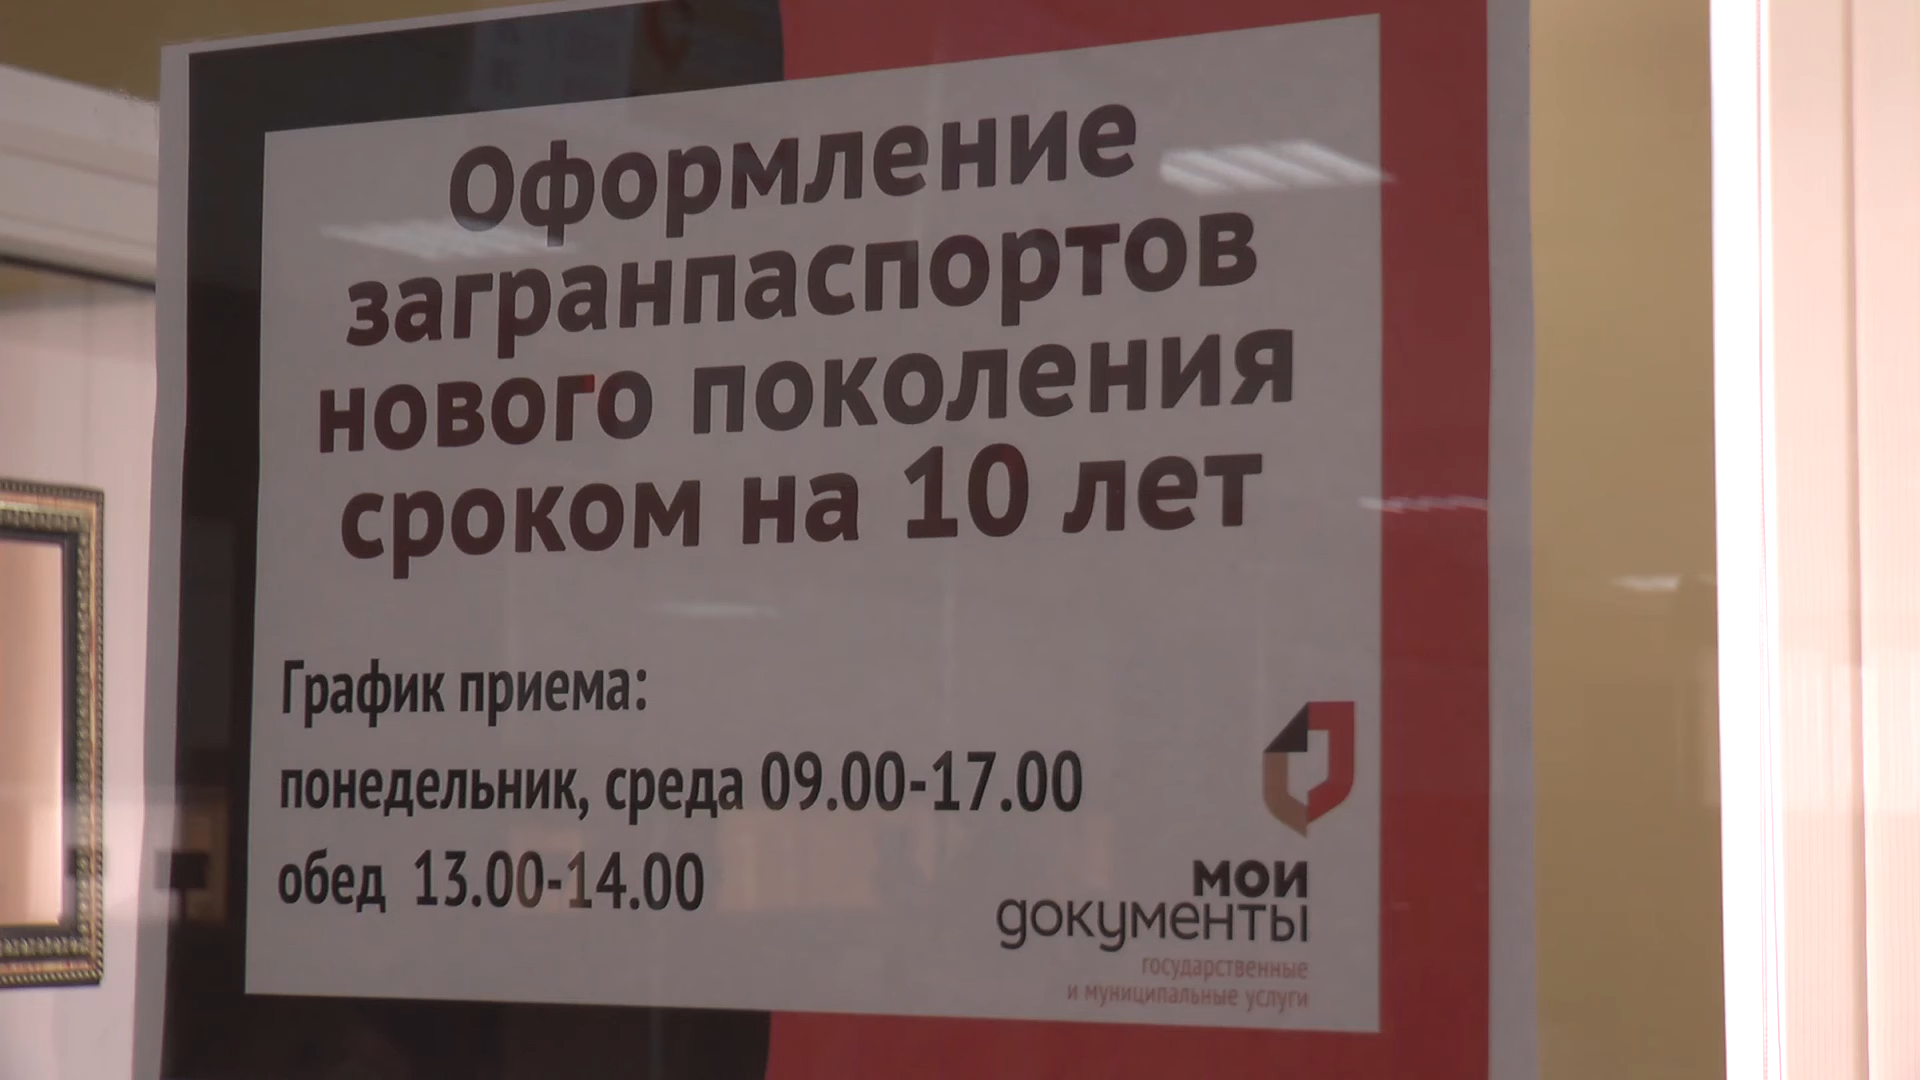 Оформление
загранпаспортов
нового поколения
сроком на 10 лет
График приема:
понедельник, среда 09.00-17.00
обед 13.00-14.00
мои
документы
государственные
и муниципальные услуги